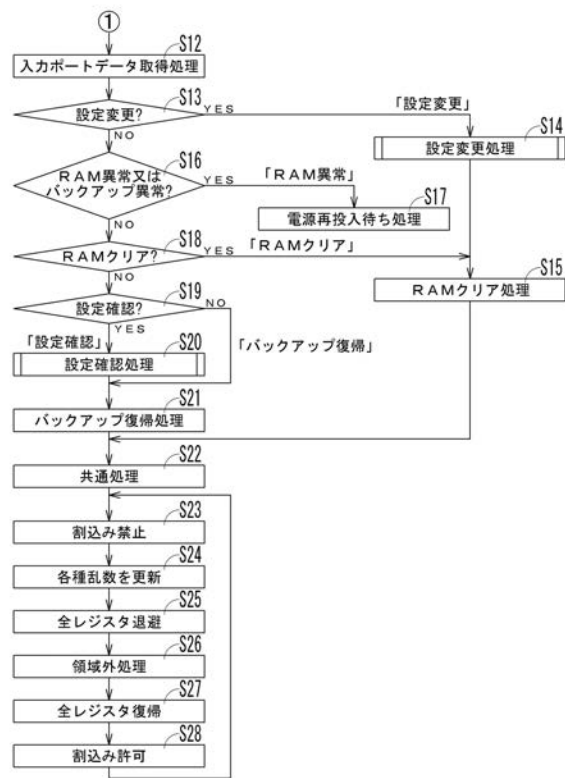 ①
S12
入力ポートデータ取得処理
S13
設定変更?
YES
「設定変更」
NO
S14
設定変更処理
S16
RAM異常又は
バックアップ異常?
YES
「RAM異常」
S17
電源再投入待ち処理
NO
S18
RAMクリア?
YES
「RAMクリア」
NO
S15
RAMクリア処理
S19
設定確認?
NO
YES
「設定確認」
「バックアップ復帰」
S20
設定確認処理
S21
バックアップ復帰処理
S22
共通処理
S23
割込み禁止
S24
各種乱数を更新
S25
全レジスタ退避
S26
領域外処理
S27
全レジスタ復帰
S28
割込み許可